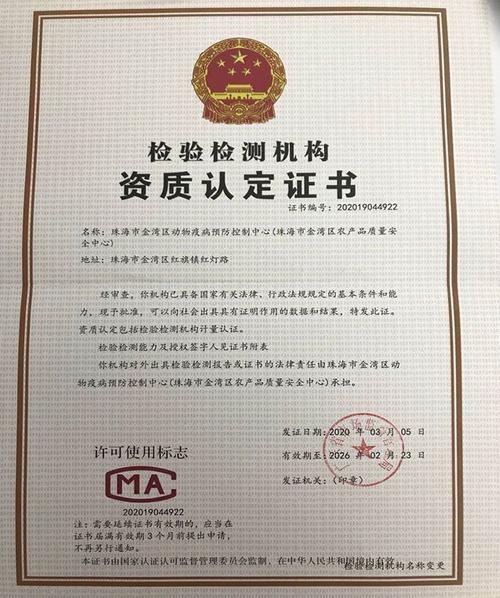 检验检测机构
资质认定证书
证书编号：202019044922
名称：珠海市金湾区动物疫病预防控制中心(珠海市金湾区农产品质量安
全中心)
地址：珠海市金湾区红旗镇红灯路
经审查，你机构已具备国家有关法律、行政法规规定的基本条件和能
力，现予批准，可以向社会出具具有证明作用的数据和结果，特发此证。
资质认定包括检验检测机构计量认证。
检验检测能力及授权签字人见证书附表
你机构对外出具检验检测报告或证书的法律责任由珠海市金湾区动
物疫病预防控制中心(珠海市金湾区农产品质量安全中心)承担。
许可使用标志
MA
202019044922
发证日期：2020 年 03 月 05 日
有效期至：2026 年 02 月 23 日
发证机关：（印章）
注：需要延续证书有效期的，应当在
证书届满有效期 3 个月前提出申请，
不再另行通知。
本证书由国家认证认可监督管理委员会监制，在中华人民共和国境内有效
检验检测机构名称变更